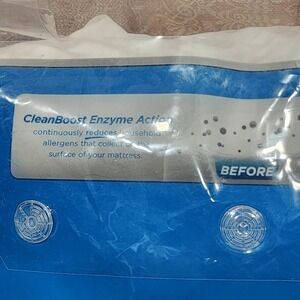 CleanBoost Enzyme Action
continuously reduces household
allergens that collect on the
surface of your mattress.
BEFORE